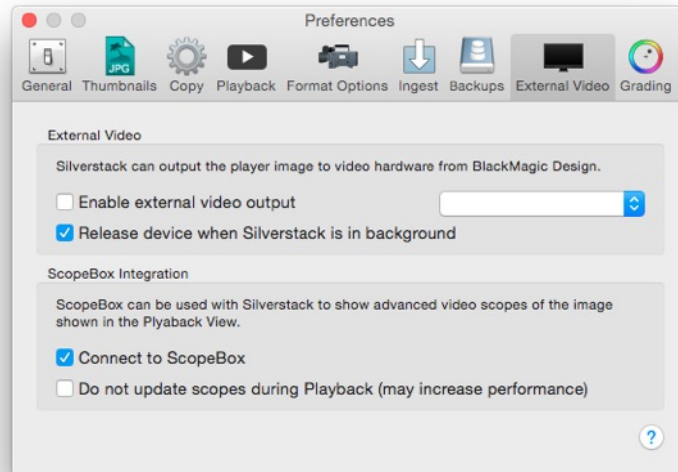 Preferences
JPG
General Thumbnails Copy Playback Format Options Ingest Backups External Video Grading
External Video
Silverstack can output the player image to video hardware from BlackMagic Design.
Enable external video output
Release device when Silverstack is in background
ScopeBox Integration
ScopeBox can be used with Silverstack to show advanced video scopes of the image
shown in the Plyaback View.
Connect to ScopeBox
Do not update scopes during Playback (may increase performance)
?